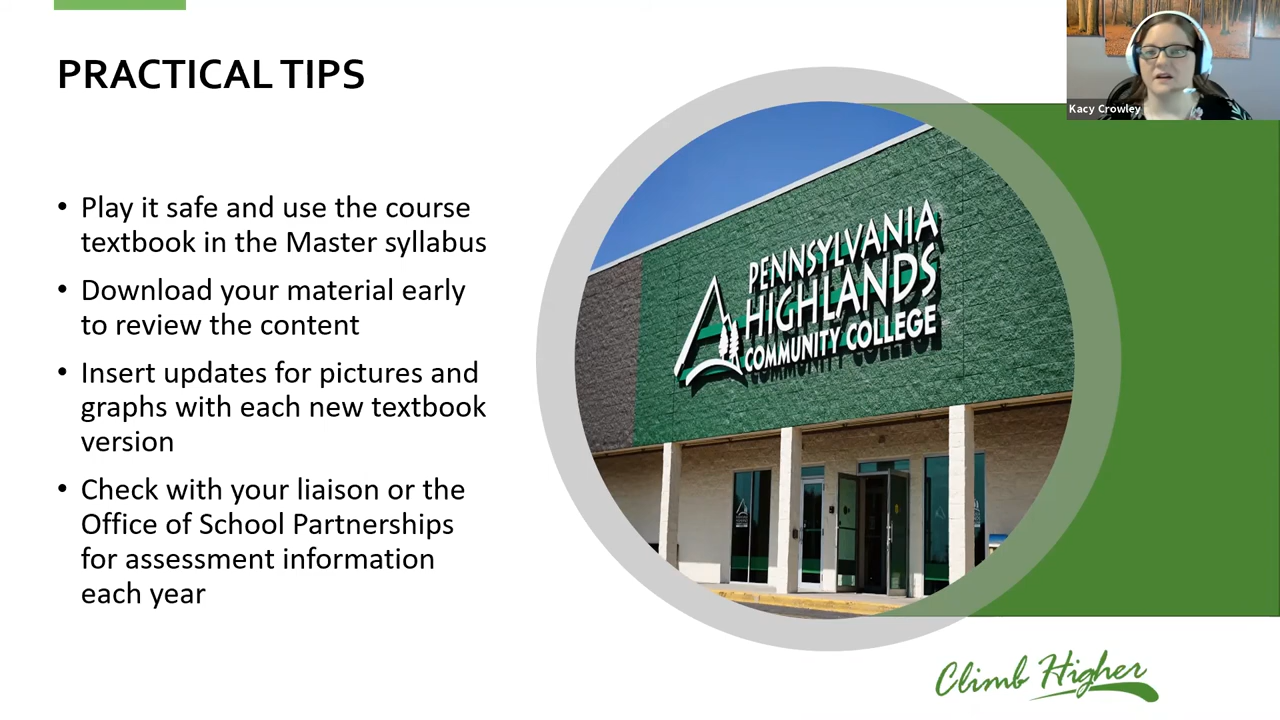 PRACTICAL TIPS
Kacy Crowley
• Play it safe and use the course
textbook in the Master syllabus
• Download your material early
to review the content
• Insert updates for pictures and
graphs with each new textbook
version
• Check with your liaison or the
Office of School Partnerships
for assessment information
each year
PENNSYLVANIA
HIGHLANDS
COMMUNITY COLLEGE
Climb Higher